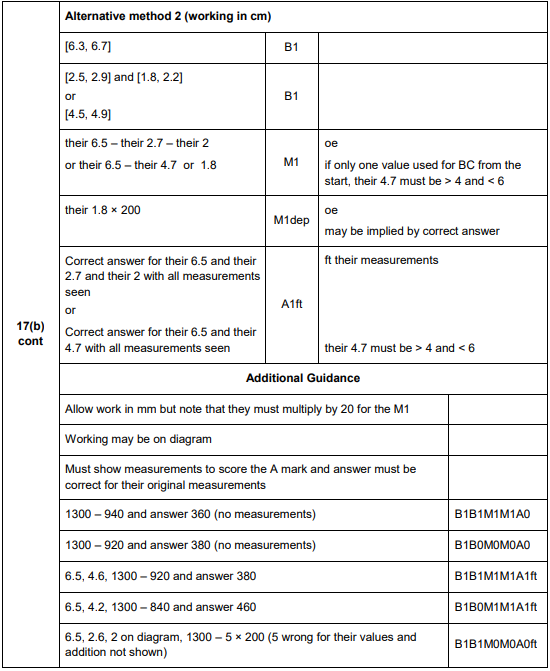 Alternative method 2 (working in cm)
[6.3, 6.7]
B1
[2.5, 2.9] and [1.8, 2.2]
or
[4.5, 4.9]
B1
their 6.5 – their 2.7 – their 2
or their 6.5 – their 4.7 or 1.8
M1
oe
if only one value used for BC from the
start, their 4.7 must be > 4 and < 6
their 1.8 × 200
M1dep
oe
may be implied by correct answer
Correct answer for their 6.5 and their
2.7 and their 2 with all measurements
seen
or
Correct answer for their 6.5 and their
4.7 with all measurements seen
A1ft
ft their measurements
their 4.7 must be > 4 and < 6
17(b)
cont
Additional Guidance
Allow work in mm but note that they must multiply by 20 for the M1
Working may be on diagram
Must show measurements to score the A mark and answer must be
correct for their original measurements
1300 – 940 and answer 360 (no measurements)
B1B1M1M1A0
1300 – 920 and answer 380 (no measurements)
B1B0M0M0A0
6.5, 4.6, 1300 – 920 and answer 380
B1B1M1M1A1ft
6.5, 4.2, 1300 – 840 and answer 460
B1B0M1M1A1ft
6.5, 2.6, 2 on diagram, 1300 – 5 × 200 (5 wrong for their values and
addition not shown)
B1B1M0M0A0ft